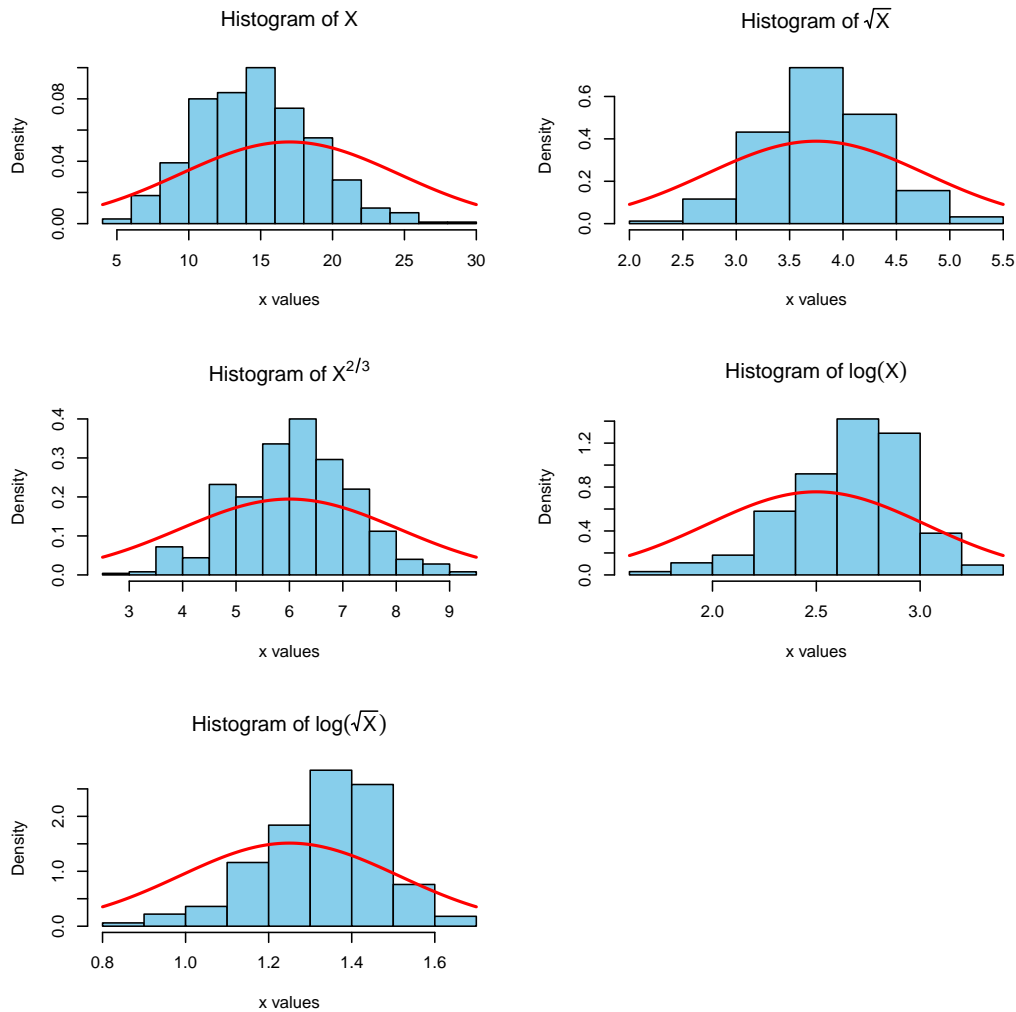 Histogram of X
Density
0.00 0.04 0.08
5 10 15 20 25 30
x values
Histogram of √X
Density
0.0 0.2 0.4 0.6
2.0 2.5 3.0 3.5 4.0 4.5 5.0 5.5
x values
Histogram of X^2/3
Density
0.0 0.1 0.2 0.3 0.4
3 4 5 6 7 8 9
x values
Histogram of log(X)
Density
0.0 0.4 0.8 1.2
2.0 2.5 3.0
x values
Histogram of log(√X)
Density
0.0 1.0 2.0
0.8 1.0 1.2 1.4 1.6
x values